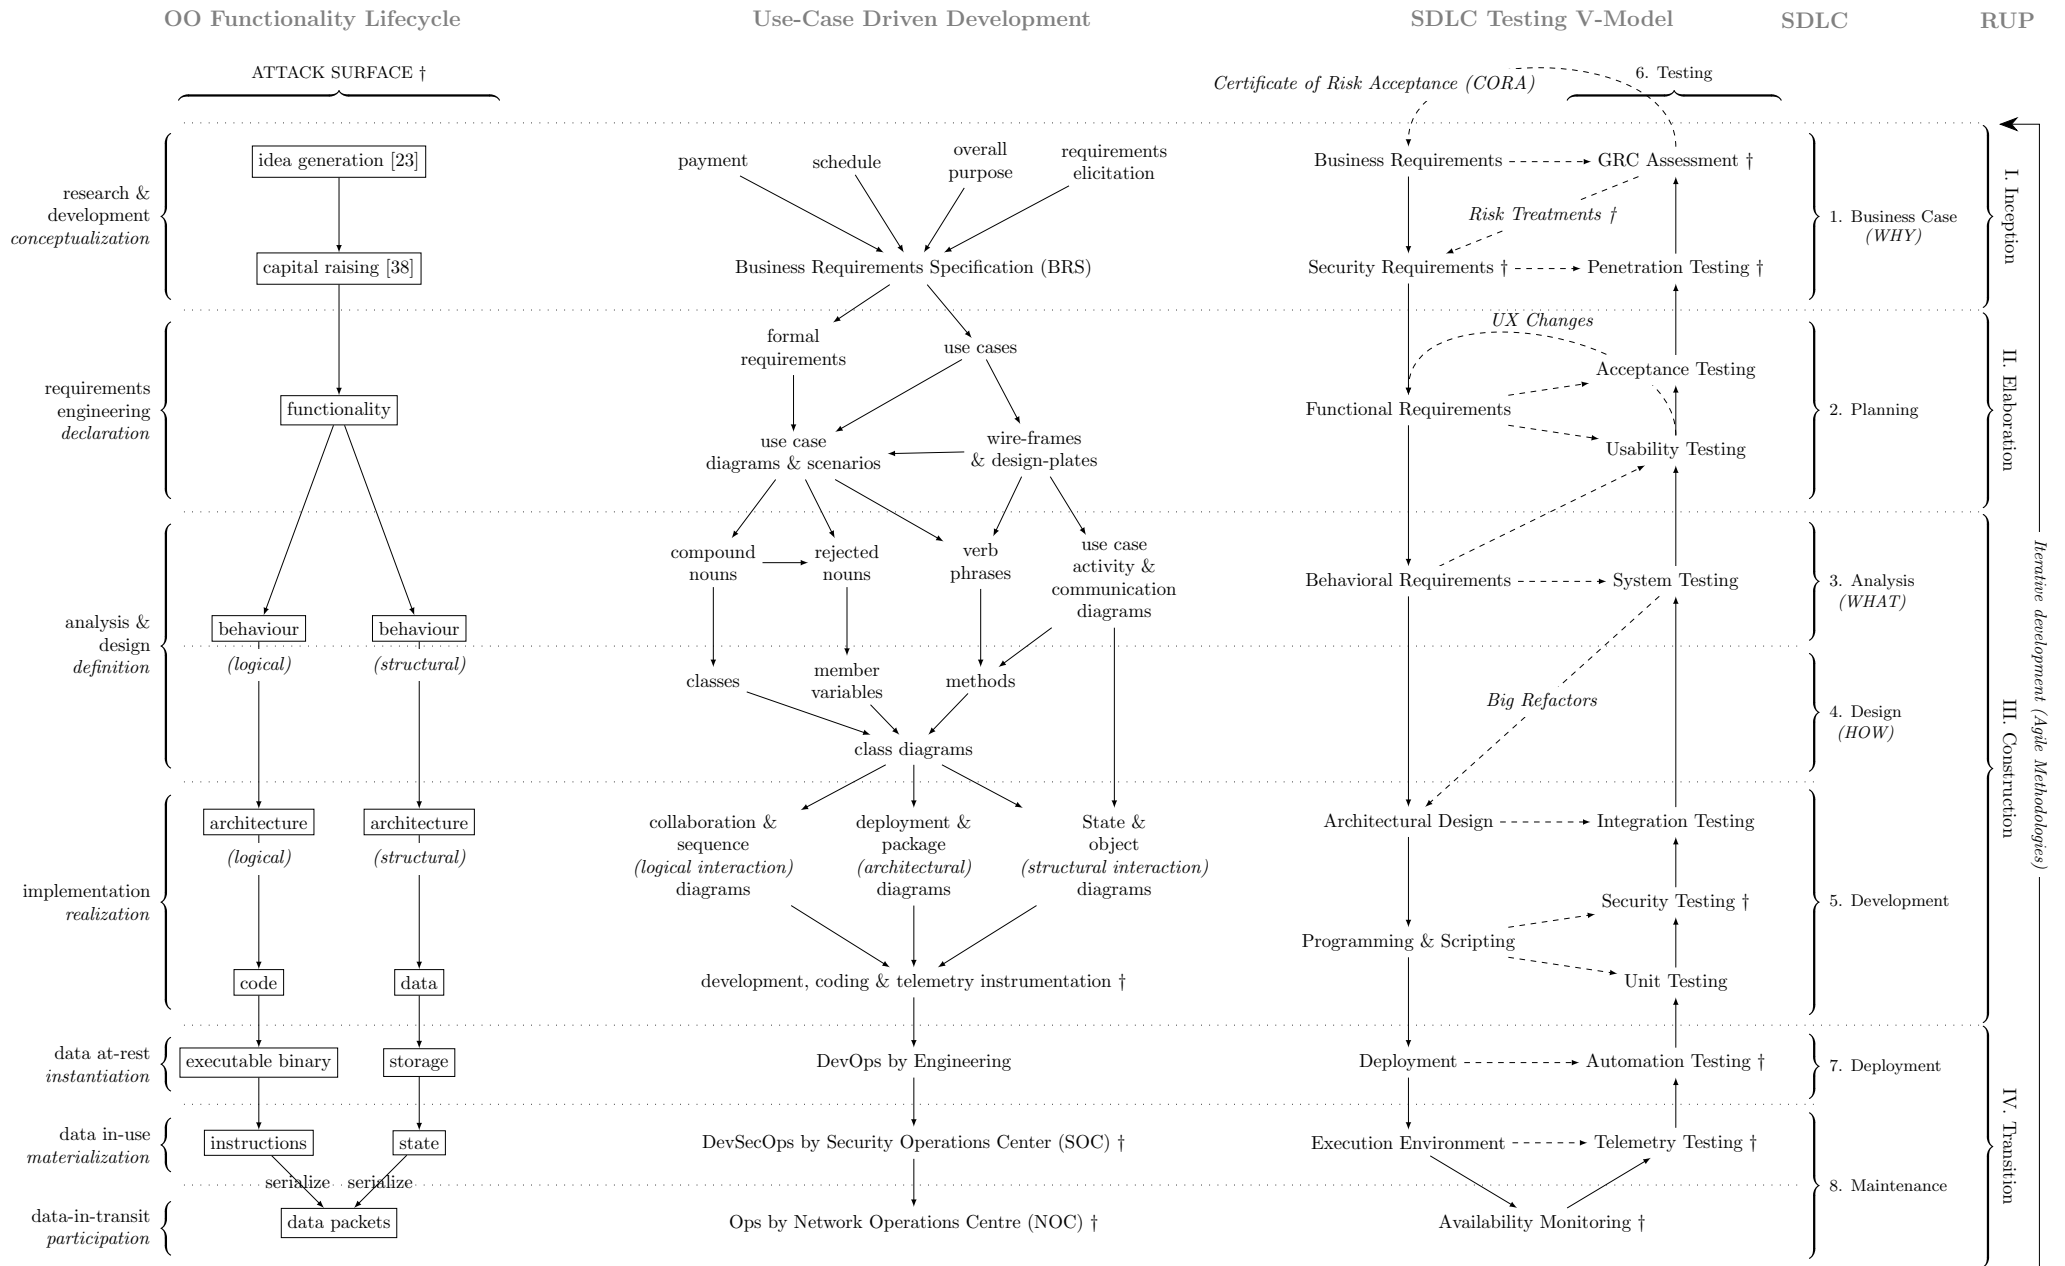 OO Functionality Lifecycle
Use-Case Driven Development
SDLC Testing V-Model
SDLC
RUP
ATTACK SURFACE †
research &
development
conceptualization
requirements
engineering
declaration
analysis &
design
definition
implementation
realization
data at-rest
instantiation
data in-use
materialization
data-in-transit
participation
idea generation [23]
capital raising [38]
functionality
behaviour
(logical)
behaviour
(structural)
architecture
(logical)
architecture
(structural)
code
data
executable binary
storage
instructions
state
serialize
serialize
data packets
payment
schedule
overall
purpose
requirements
elicitation
Business Requirements Specification (BRS)
formal
requirements
use cases
use case
diagrams & scenarios
wire-frames
& design-plates
compound
nouns
rejected
nouns
verb
phrases
use case
activity &
communication
diagrams
classes
member
variables
methods
class diagrams
collaboration &
sequence
(logical interaction)
diagrams
deployment &
package
(architectural)
diagrams
State &
object
(structural interaction)
diagrams
development, coding & telemetry instrumentation †
DevOps by Engineering
DevSecOps by Security Operations Center (SOC) †
Ops by Network Operations Centre (NOC) †
Certificate of Risk Acceptance (CORA)
6. Testing
Business Requirements
GRC Assessment †
Risk Treatments †
Security Requirements †
Penetration Testing †
UX Changes
Acceptance Testing
Functional Requirements
Usability Testing
Behavioral Requirements
System Testing
Big Refactors
Architectural Design
Integration Testing
Security Testing †
Programming & Scripting
Unit Testing
Deployment
Automation Testing †
Execution Environment
Telemetry Testing †
Availability Monitoring †
1. Business Case
(WHY)
2. Planning
3. Analysis
(WHAT)
4. Design
(HOW)
5. Development
7. Deployment
8. Maintenance
I. Inception
II. Elaboration
III. Construction
IV. Transition
Iterative development (Agile Methodologies)